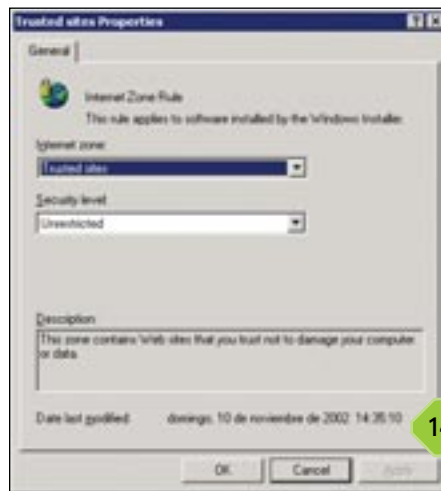 Trusted sites Properties
General
Internet Zone Rule
This rule applies to software installed by the Windows Installer.
Internet zone:
Trusted sites
Security level:
Unrestricted
Description:
This zone contains Web sites that you trust not to damage your computer
or data.
Date last modified: domingo, 10 de noviembre de 2002 14:35:10
OK Cancel Apply